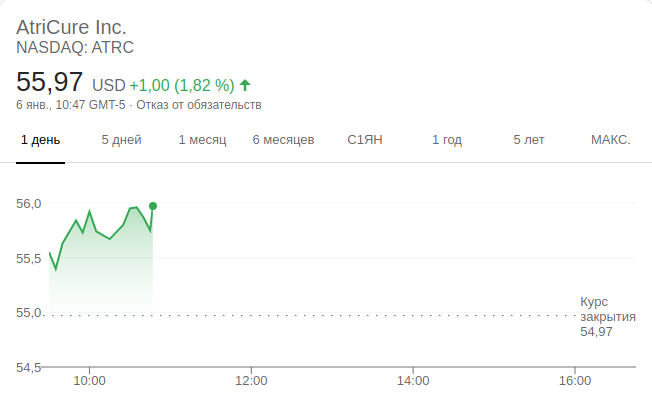 AtriCure Inc.
NASDAQ: ATRC
55,97 USD +1,00 (1,82 %)
6 янв., 10:47 GMT-5 · Отказ от обязательств
1 день 5 дней 1 месяц 6 месяцев С1ЯН 1 год 5 лет МАКС.
56,0
55,5
55,0
54,5
Курс
закрытия
54,97
10:00 12:00 14:00 16:00